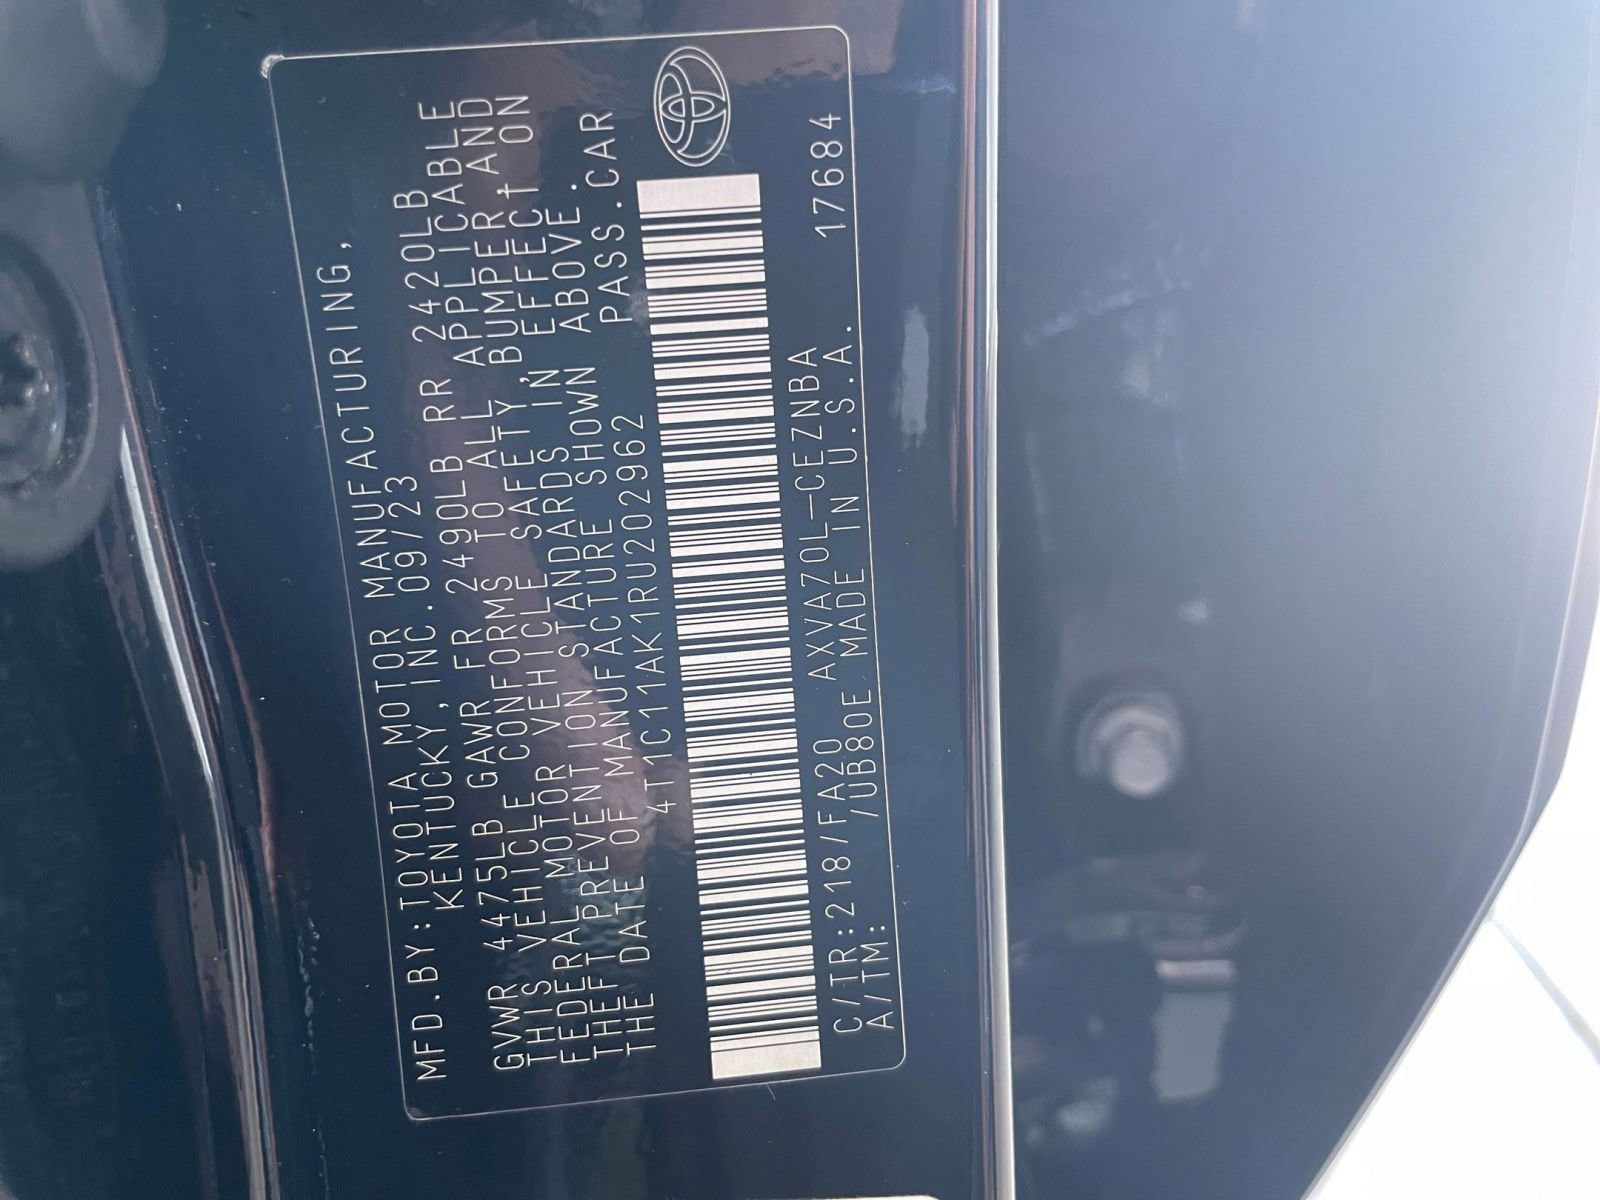 MFD.BY:TOYOTA MOTOR MANUFACTURING,
KENTUCKY,INC.09/23
GVWR 4475LB GAWR FR 2490LB RR 2420LB
THIS VEHICLE CONFORMS TO ALL APPLICABLE
FEDERAL MOTOR VEHICLE SAFETY,BUMPER,AND
THEFT PREVENTION STANDARDS IN EFFECT ON
THE DATE OF MANUFACTURE SHOWN ABOVE.
4T1C11AK1RU202962 PASS.CAR
C/TR:218/FA20 AXVA70L-CEZNBA 17684
A/TM: /UB80E MADE IN U.S.A.